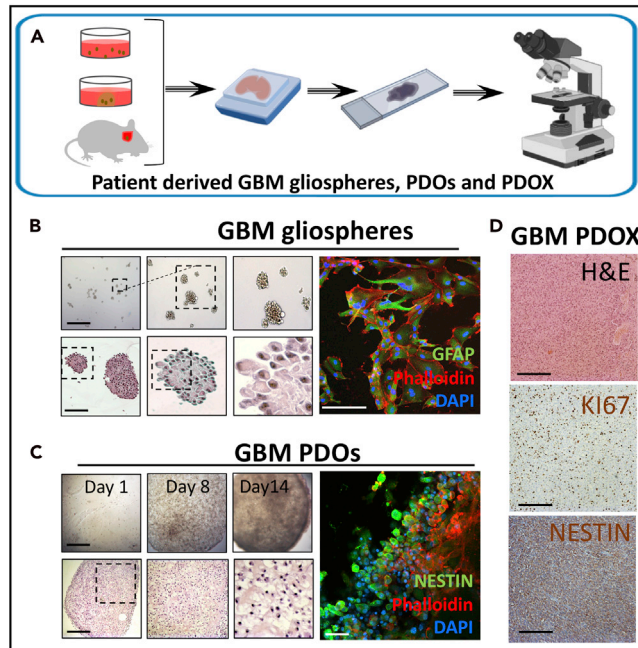 A
Patient derived GBM gliospheres, PDOs and PDOX
B
GBM gliospheres
GFAP
Phalloidin
DAPI
C
GBM PDOs
Day 1
Day 8
Day14
NESTIN
Phalloidin
DAPI
D
GBM PDOX
H&E
KI67
NESTIN